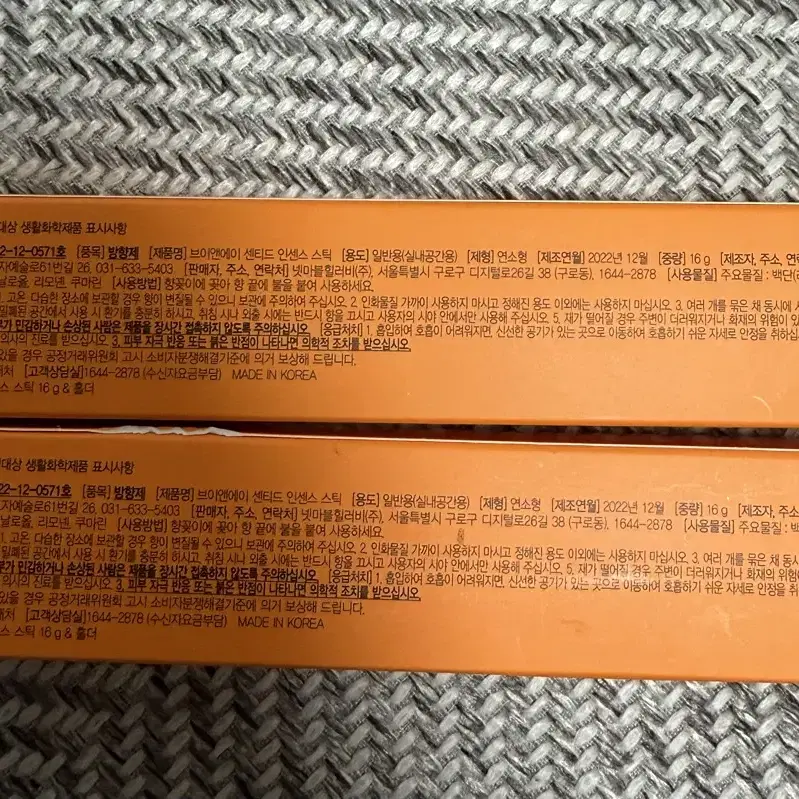 대상 생활화학제품 표시사항
2-12-0571호 [품목] 방향제 [제품명] 브이앤에이 센티드 인센스 스틱 [용도] 일반용(실내공간용) [제형] 연소형 [제조연월] 2022년 12월 [중량] 16 g [제조자, 주소, 연락
자예술로61번길 26, 031-633-5403 [판매자, 주소, 연락처] 넷마블힐러비(주), 서울특별시 구로구 디지털로26길 38 (구로동), 1644-2878 [사용물질] 주요물질 : 백단(
날로올, 리모넨, 쿠마린 [사용방법] 향꽂이에 꽂아 향 끝에 불을 붙여 사용하세요.
1. 고온 다습한 장소에 보관할 경우 향이 변질될 수 있으니 보관에 주의하여 주십시오. 2. 인화물질 가까이 사용하지 마시고 정해진 용도 이외에는 사용하지 마십시오. 3. 여러 개를 묶은 채 동시에 사
밀폐된 공간에서 사용 시 환기를 충분히 하시고, 취침 시나 외출 시에는 반드시 향을 끄시고 사용자의 시야 안에서만 사용해 주십시오. 5. 재가 떨어질 경우 주변이 더러워지거나 화재의 위험이 있
부가 민감하거나 손상된 사람은 제품을 장시간 접촉하지 않도록 주의하십시오 [응급처치] 1. 흡입하여 호흡이 어려워지면, 신선한 공기가 있는 곳으로 이동하여 호흡하기 쉬운 자세로 안정을 취하십
의사의 진료를 받으십시오. 3. 피부 자극 반응 또는 붉은 반점이 나타나면 의학적 조치를 받으십시오.
있을 경우 공정거래위원회 고시 소비자분쟁해결기준에 의거 보상해 드립니다.
처 [고객상담실]1644-2878 (수신자요금부담) MADE IN KOREA
스 스틱 16 g & 홀더
대상 생활화학제품 표시사항
22-12-0571호 [품목] 방향제 [제품명] 브이앤에이 센티드 인센스 스틱 [용도] 일반용(실내공간용) [제형] 연소형 [제조연월] 2022년 12월 [중량] 16 g [제조자, 주소
자예술로61번길 26, 031-633-5403 [판매자, 주소, 연락처] 넷마블힐러비(주), 서울특별시 구로구 디지털로26길 38 (구로동), 1644-2878 [사용물질] 주요물질 : 백
날로올, 리모넨, 쿠마린 [사용방법] 향꽂이에 꽂아 향 끝에 불을 붙여 사용하세요.
1. 고온 다습한 장소에 보관할 경우 향이 변질될 수 있으니 보관에 주의하여 주십시오. 2. 인화물질 가까이 사용하지 마시고 정해진 용도 이외에는 사용하지 마십시오. 3. 여러 개를 묶은 채 동시
밀폐된 공간에서 사용 시 환기를 충분히 하시고, 취침 시나 외출 시에는 반드시 향을 끄시고 사용자의 시야 안에서만 사용해 주십시오. 5. 재가 떨어질 경우 주변이 더러워지거나 화재의 위험
부가 민감하거나 손상된 사람은 제품을 장시간 접촉하지 않도록 주의하십시오 [응급처치] 1. 흡입하여 호흡이 어려워지면, 신선한 공기가 있는 곳으로 이동하여 호흡하기 쉬운 자세로 안정을 취
의사의 진료를 받으십시오. 3. 피부 자극 반응 또는 붉은 반점이 나타나면 의학적 조치를 받으십시오.
있을 경우 공정거래위원회 고시 소비자분쟁해결기준에 의거 보상해 드립니다.
처 [고객상담실]1644-2878 (수신자요금부담) MADE IN KOREA
스 스틱 16 g & 홀더